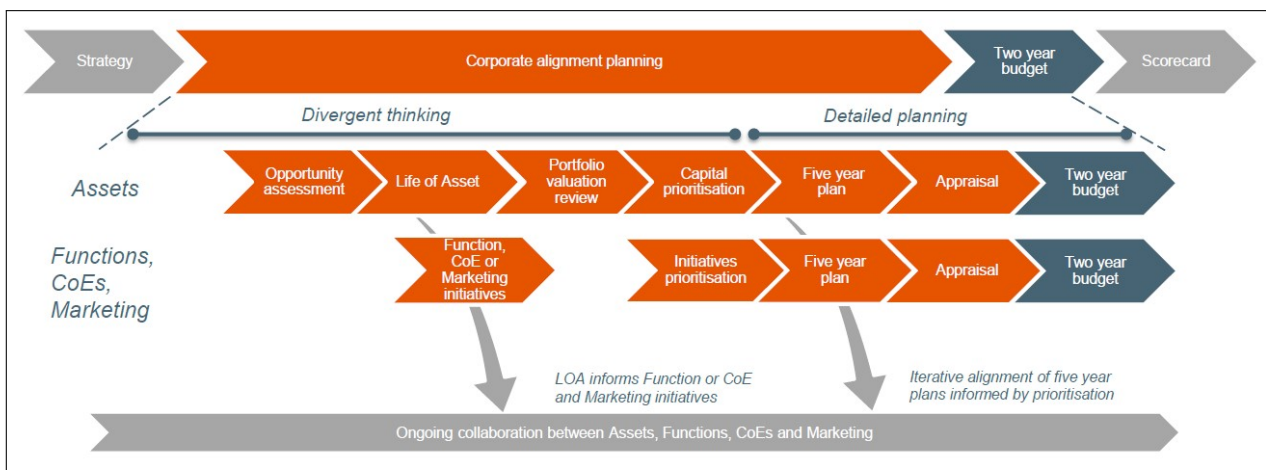 Strategy
Corporate alignment planning
Two year
budget
Scorecard
Divergent thinking
Detailed planning
Assets
Opportunity
assessment
Life of Asset
Portfolio
valuation
review
Capital
prioritisation
Five year
plan
Appraisal
Two year
budget
Functions,
CoEs,
Marketing
Function,
CoE or
Marketing
initiatives
Initiatives
prioritisation
Five year
plan
Appraisal
Two year
budget
LOA informs Function or CoE
and Marketing initiatives
Iterative alignment of five year
plans informed by prioritisation
Ongoing collaboration between Assets, Functions, CoEs and Marketing